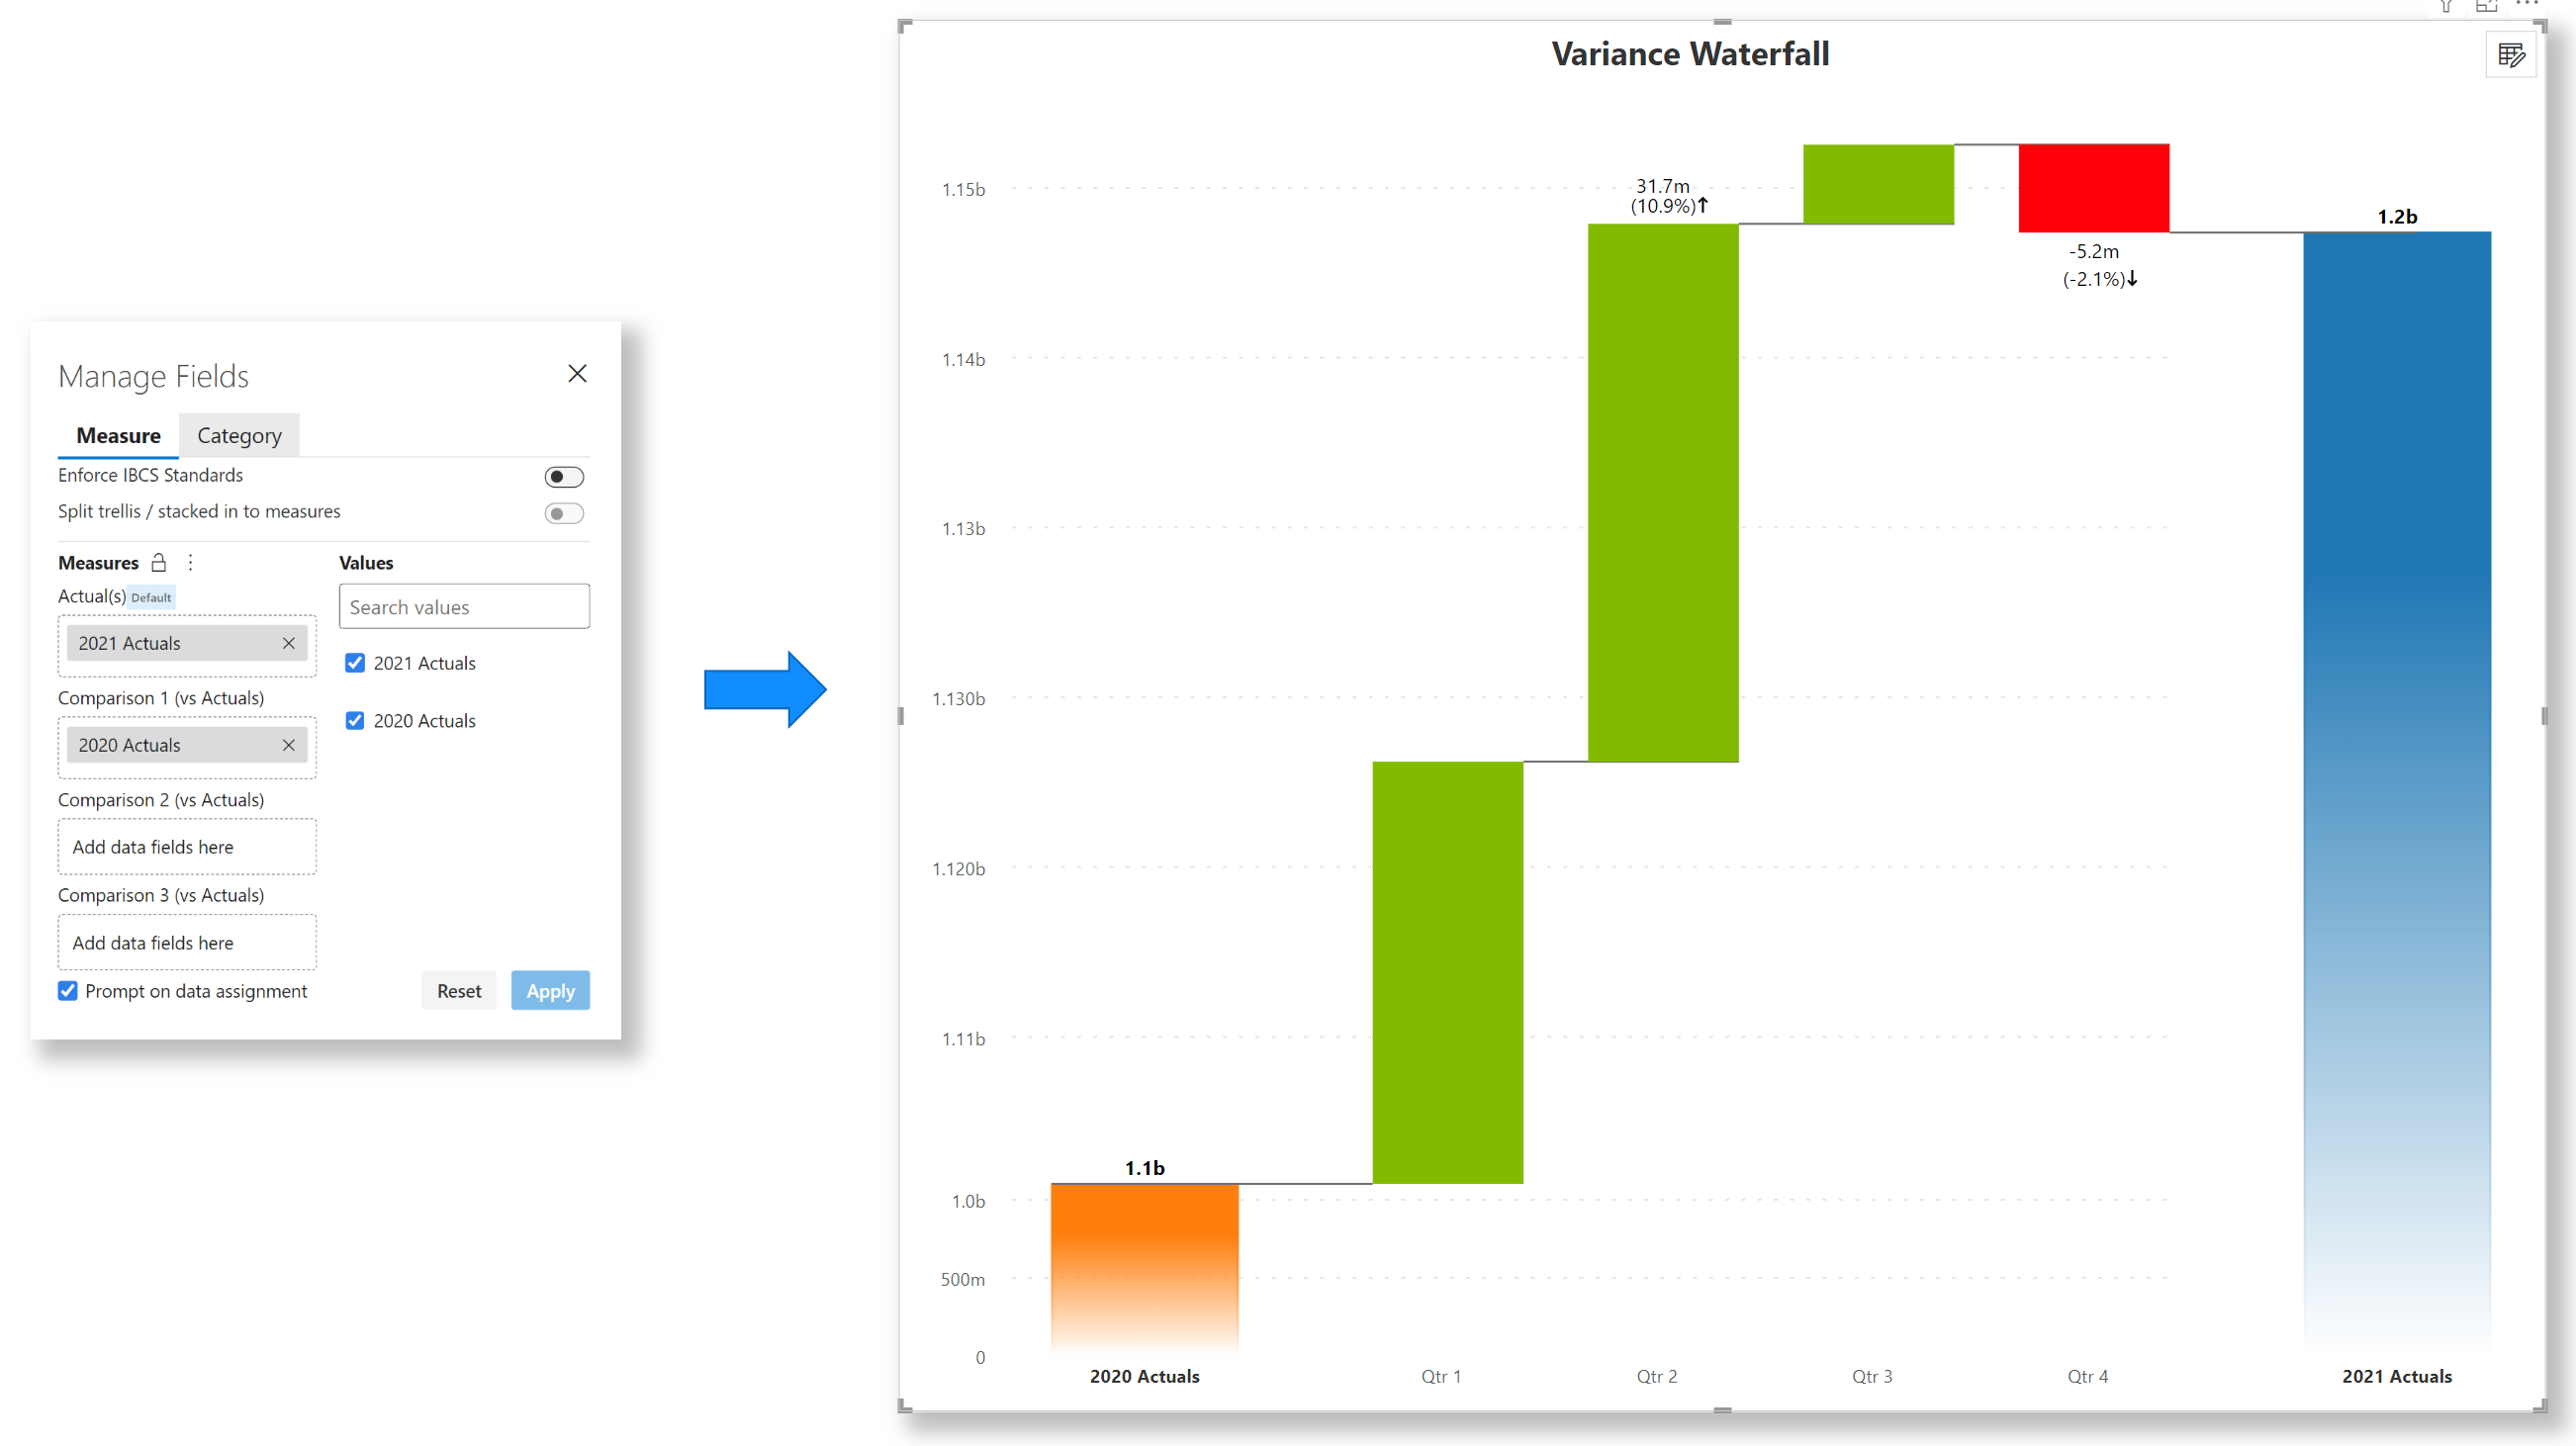 Manage Fields
Measure Category
Enforce IBCS Standards
Split trellis / stacked in to measures
Measures Values
Actual(s) Default
Search values
2021 Actuals
2021 Actuals
Comparison 1 (vs Actuals)
2020 Actuals
2020 Actuals
Comparison 2 (vs Actuals)
Add data fields here
Comparison 3 (vs Actuals)
Add data fields here
Prompt on data assignment Reset Apply
Variance Waterfall
1.15b
1.14b
1.13b
1.130b
1.120b
1.11b
1.0b
500m
0
1.1b
31.7m
(10.9%)↑
-5.2m
(-2.1%)↓
1.2b
2020 Actuals Qtr 1 Qtr 2 Qtr 3 Qtr 4 2021 Actuals